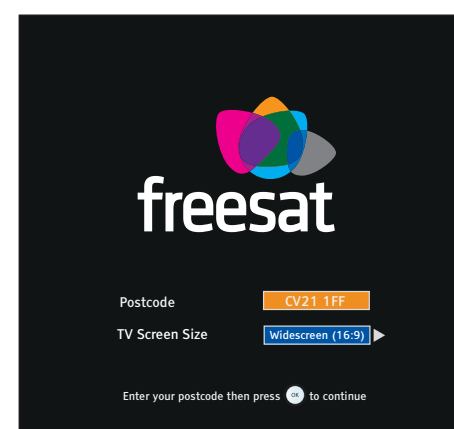 freesat
Postcode CV21 1FF
TV Screen Size Widescreen (16:9)
Enter your postcode then press OK to continue